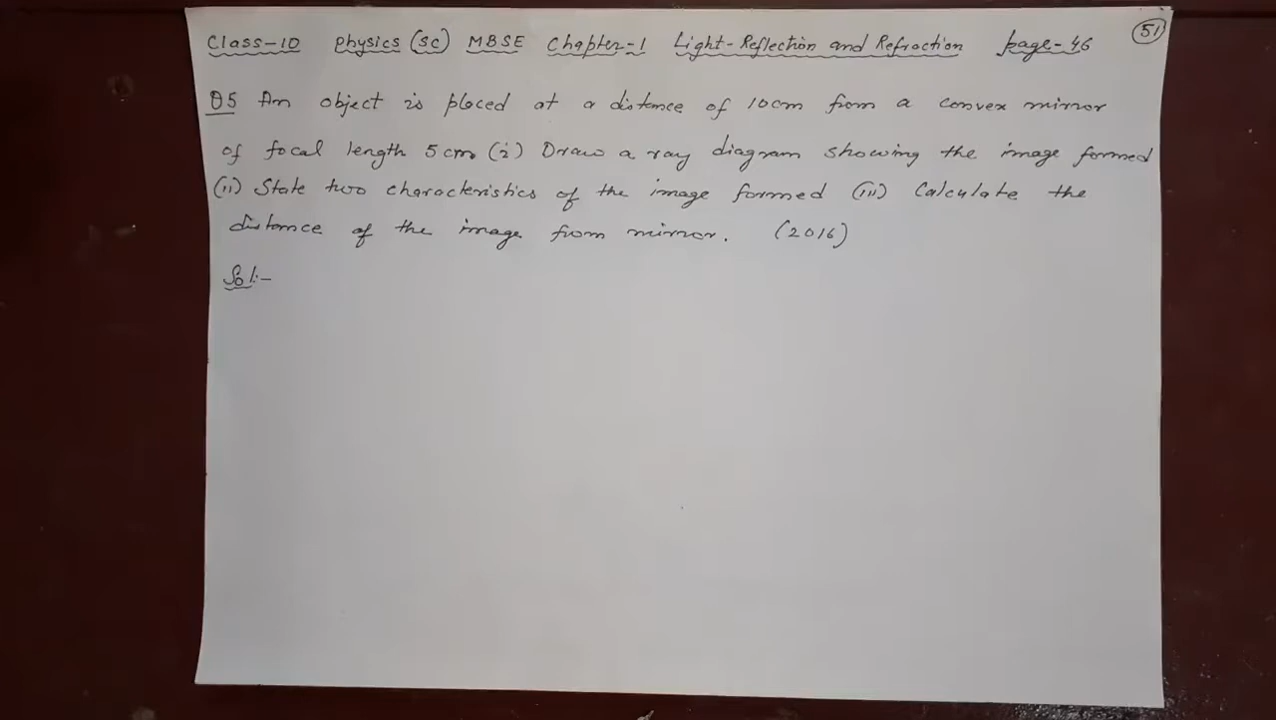 Class-10 Physics (SC) MBSE Chapter-1 Light-Reflection and Refraction page-46 51
Q5 An object is placed at a distance of 10cm from a convex mirror
of focal length 5cm (i) Draw a ray diagram showing the image formed
(ii) State two characteristics of the image formed (iii) Calculate the
distance of the image from mirror. (2016)
Sol:-